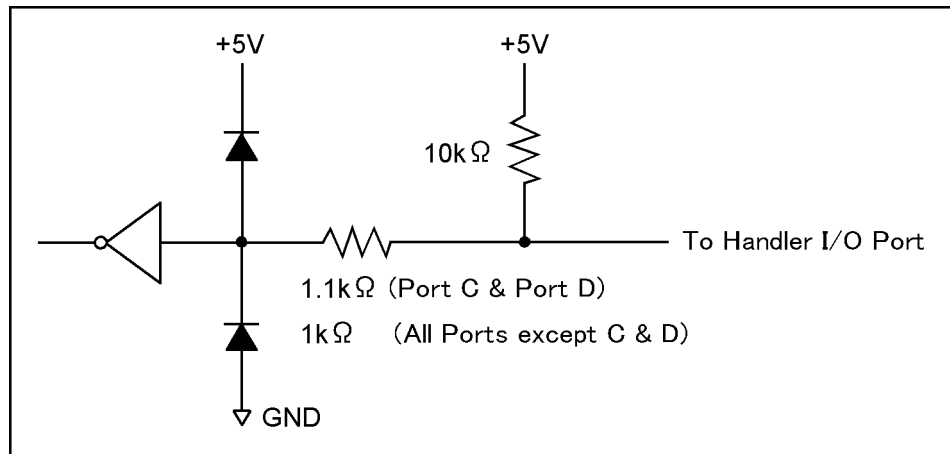 +5V
+5V
10kΩ
To Handler I/O Port
1.1kΩ (Port C & Port D)
1kΩ (All Ports except C & D)
GND